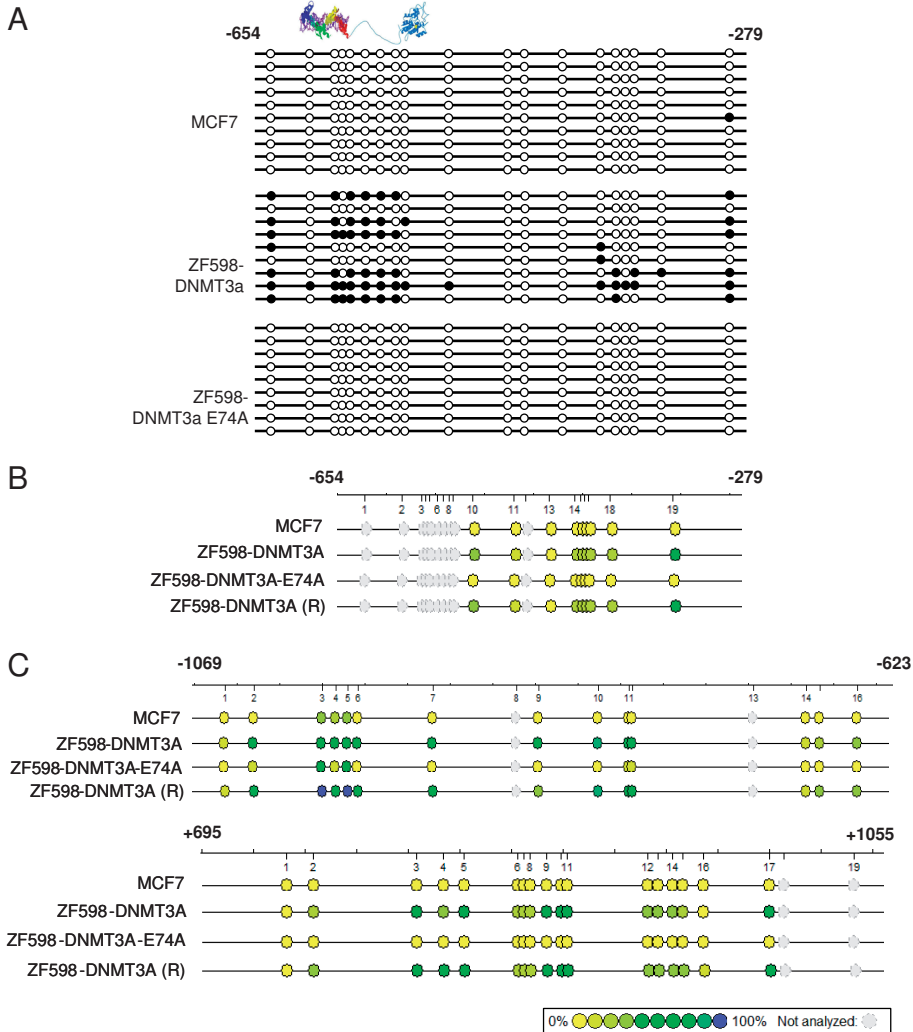 A
-654 -279
MCF7
ZF598-
DNMT3a
ZF598-
DNMT3a E74A
B
-654 -279
1 2 3 6 8 10 11 13 14 18 19
MCF7
ZF598-DNMT3A
ZF598-DNMT3A-E74A
ZF598-DNMT3A (R)
C
-1069 -623
1 2 3 4 5 6 7 8 9 10 11 13 14 16
MCF7
ZF598-DNMT3A
ZF598-DNMT3A-E74A
ZF598-DNMT3A (R)
+695 +1055
1 2 3 4 5 6 8 9 10 11 12 13 14 16 17 19
MCF7
ZF598-DNMT3A
ZF598-DNMT3A-E74A
ZF598-DNMT3A (R)
0% 100% Not analyzed: